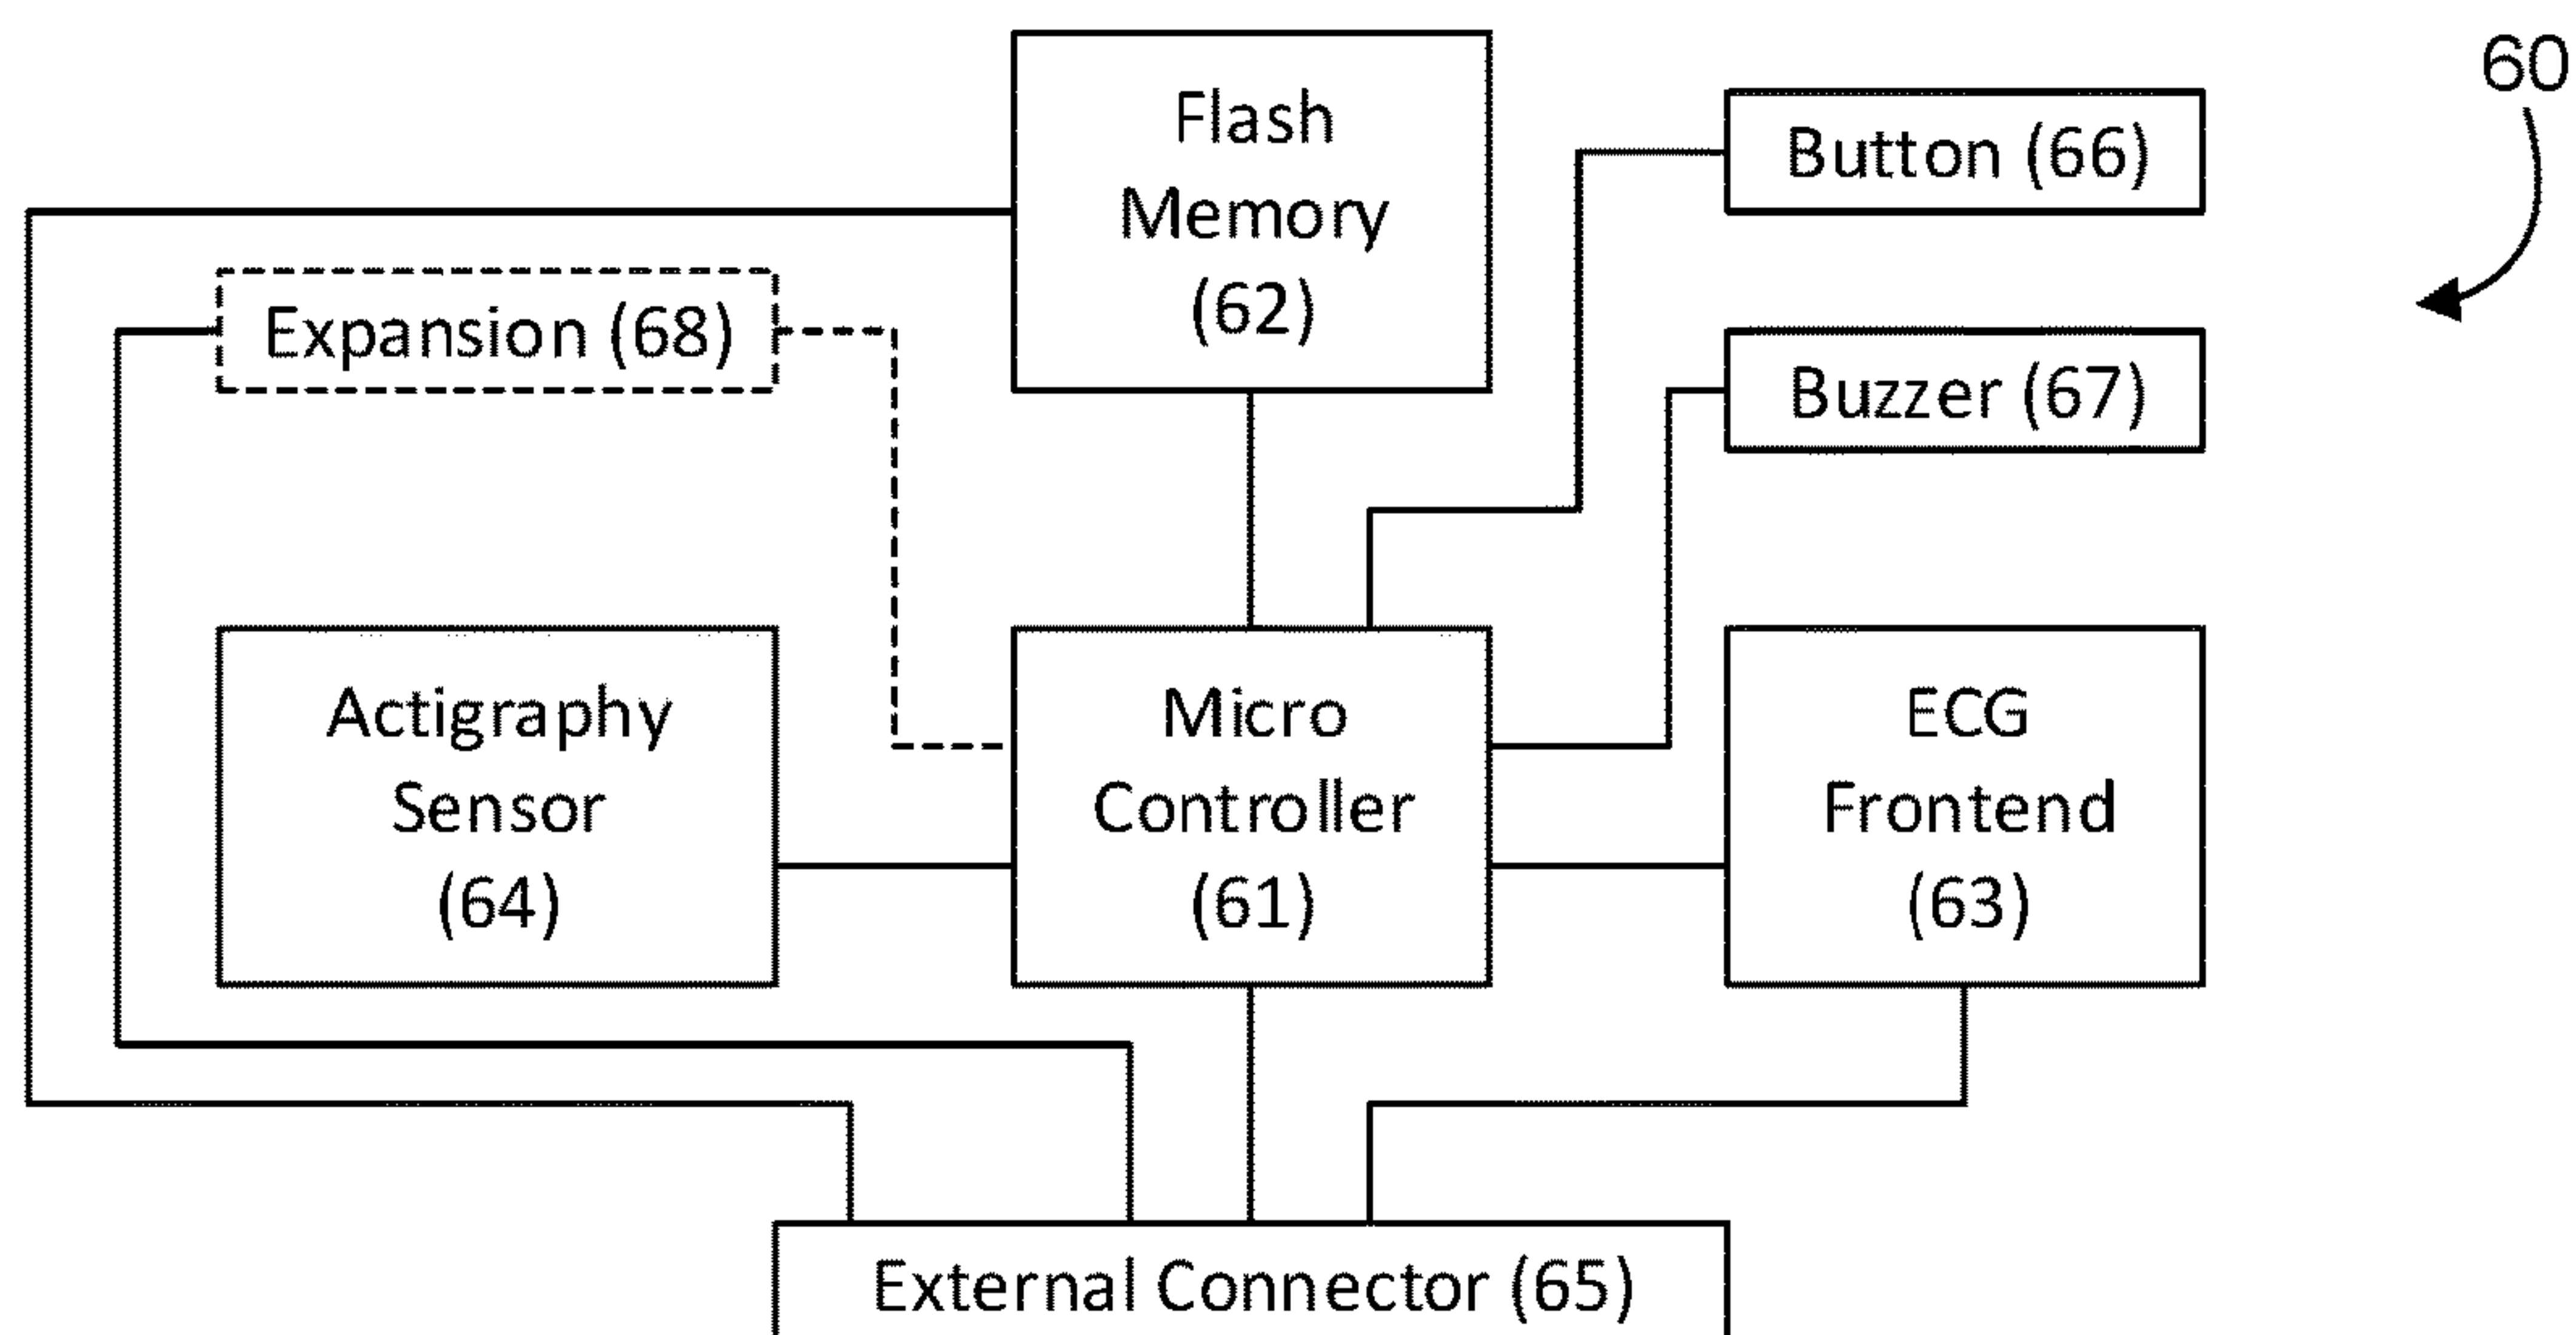 60
Flash
Memory
(62)
Button (66)
Expansion (68)
Buzzer (67)
Actigraphy
Sensor
(64)
Micro
Controller
(61)
ECG
Frontend
(63)
External Connector (65)